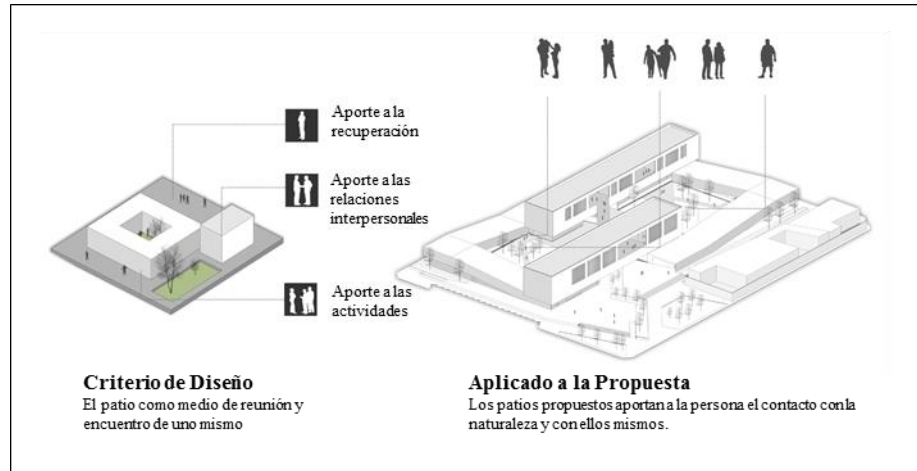 Aporte a la
recuperación
Aporte a las
relaciones
interpersonales
Aporte a las
actividades
Criterio de Diseño
El patio como medio de reunión y
encuentro de uno mismo
Aplicado a la Propuesta
Los patios propuestos aportan a la persona el contacto con la
naturaleza y con ellos mismos.